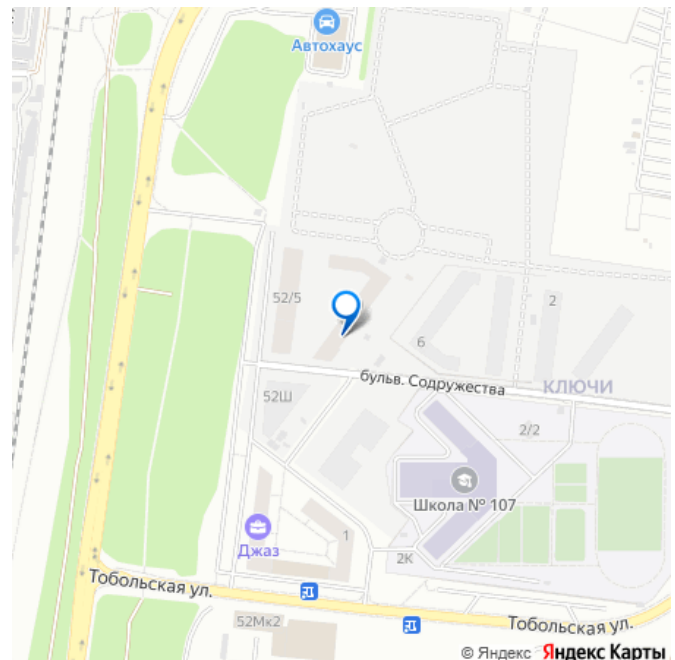 Автохаус
52/5
2
6
бульв. Содружества
КЛЮЧИ
52Ш
2/2
Школа № 107
1
Джаз
2К
Тобольская ул.
52Мк2
Тобольская ул.
© Яндекс Яндекс Карты